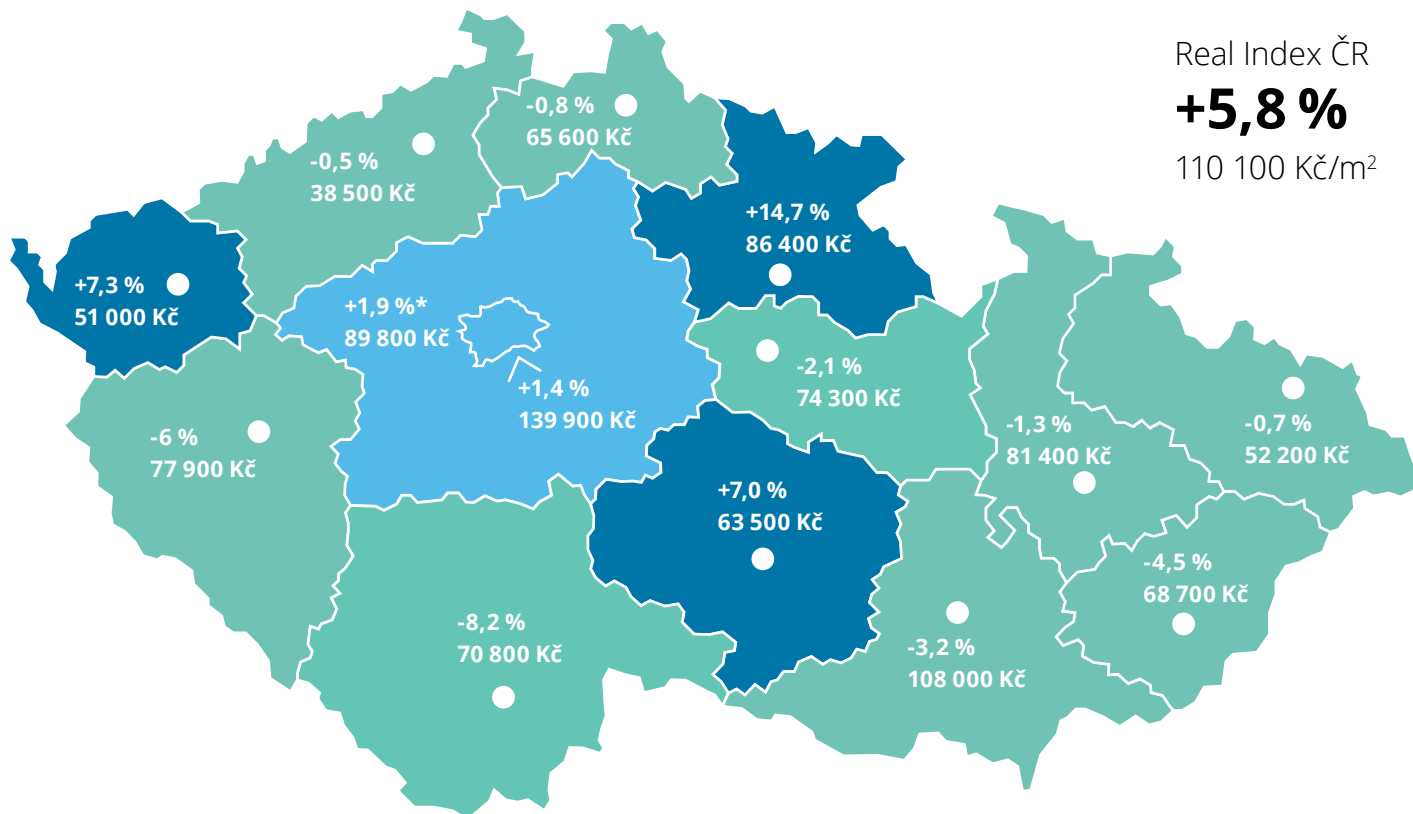 Real Index ČR
+5,8 %
110 100 Kč/m²
-0,8 %
65 600 Kč
-0,5 %
38 500 Kč
+14,7 %
86 400 Kč
+7,3 %
51 000 Kč
+1,9 %*
89 800 Kč
+1,4 %
139 900 Kč
-2,1 %
74 300 Kč
-6 %
77 900 Kč
-1,3 %
81 400 Kč
-0,7 %
52 200 Kč
+7,0 %
63 500 Kč
-4,5 %
68 700 Kč
-8,2 %
70 800 Kč
-3,2 %
108 000 Kč